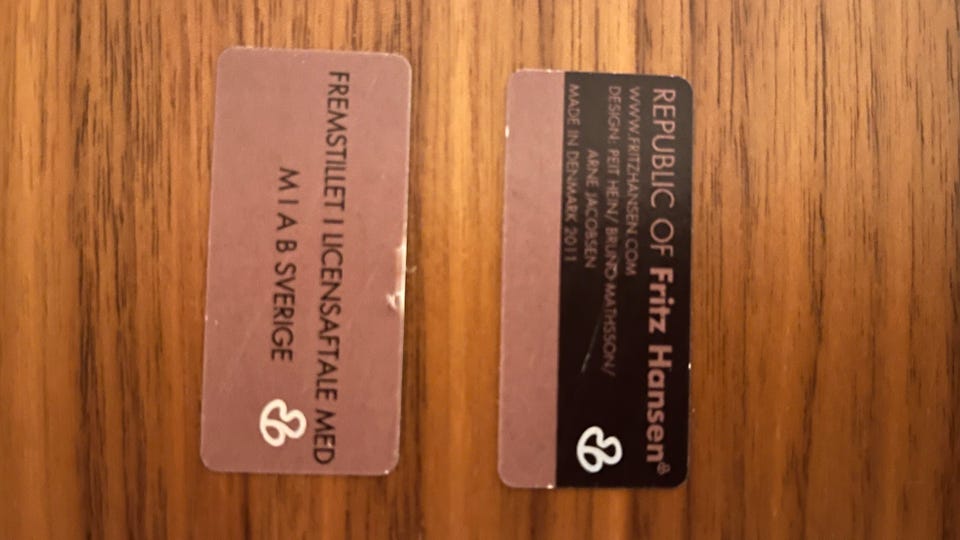 FREMSTILLET I LICENSAFTALE MED
M I A B SVERIGE
REPUBLIC OF Fritz Hansen®
WWW.FRITZHANSEN.COM
DESIGN: PEIT HEIN/ BRUNO MATHSSON/
ARNE JACOBSEN
MADE IN DENMARK 2011